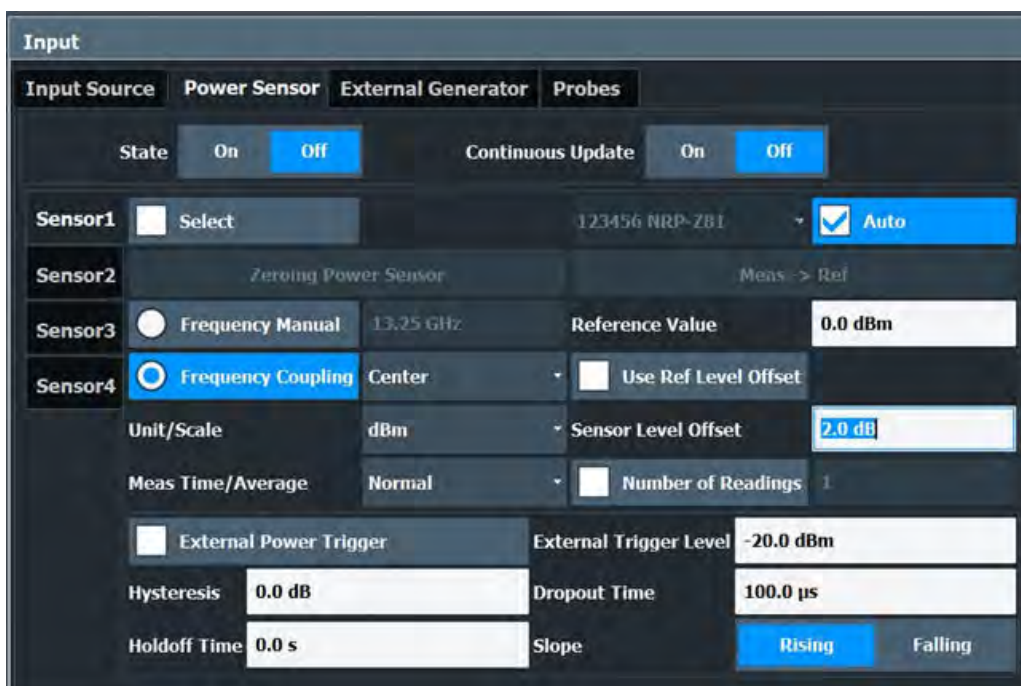 Input
Input Source Power Sensor External Generator Probes
State On Off Continuous Update On Off
Sensor1 Select 123456 NRP-Z81 Auto
Sensor2 Zeroing Power Sensor Meas -> Ref
Sensor3 Frequency Manual 13.25 GHz Reference Value 0.0 dBm
Sensor4 Frequency Coupling Center Use Ref Level Offset
Unit/Scale dBm Sensor Level Offset 2.0 dB
Meas Time/Average Normal Number of Readings 1
External Power Trigger External Trigger Level -20.0 dBm
Hysteresis 0.0 dB Dropout Time 100.0 µs
Holdoff Time 0.0 s Slope Rising Falling